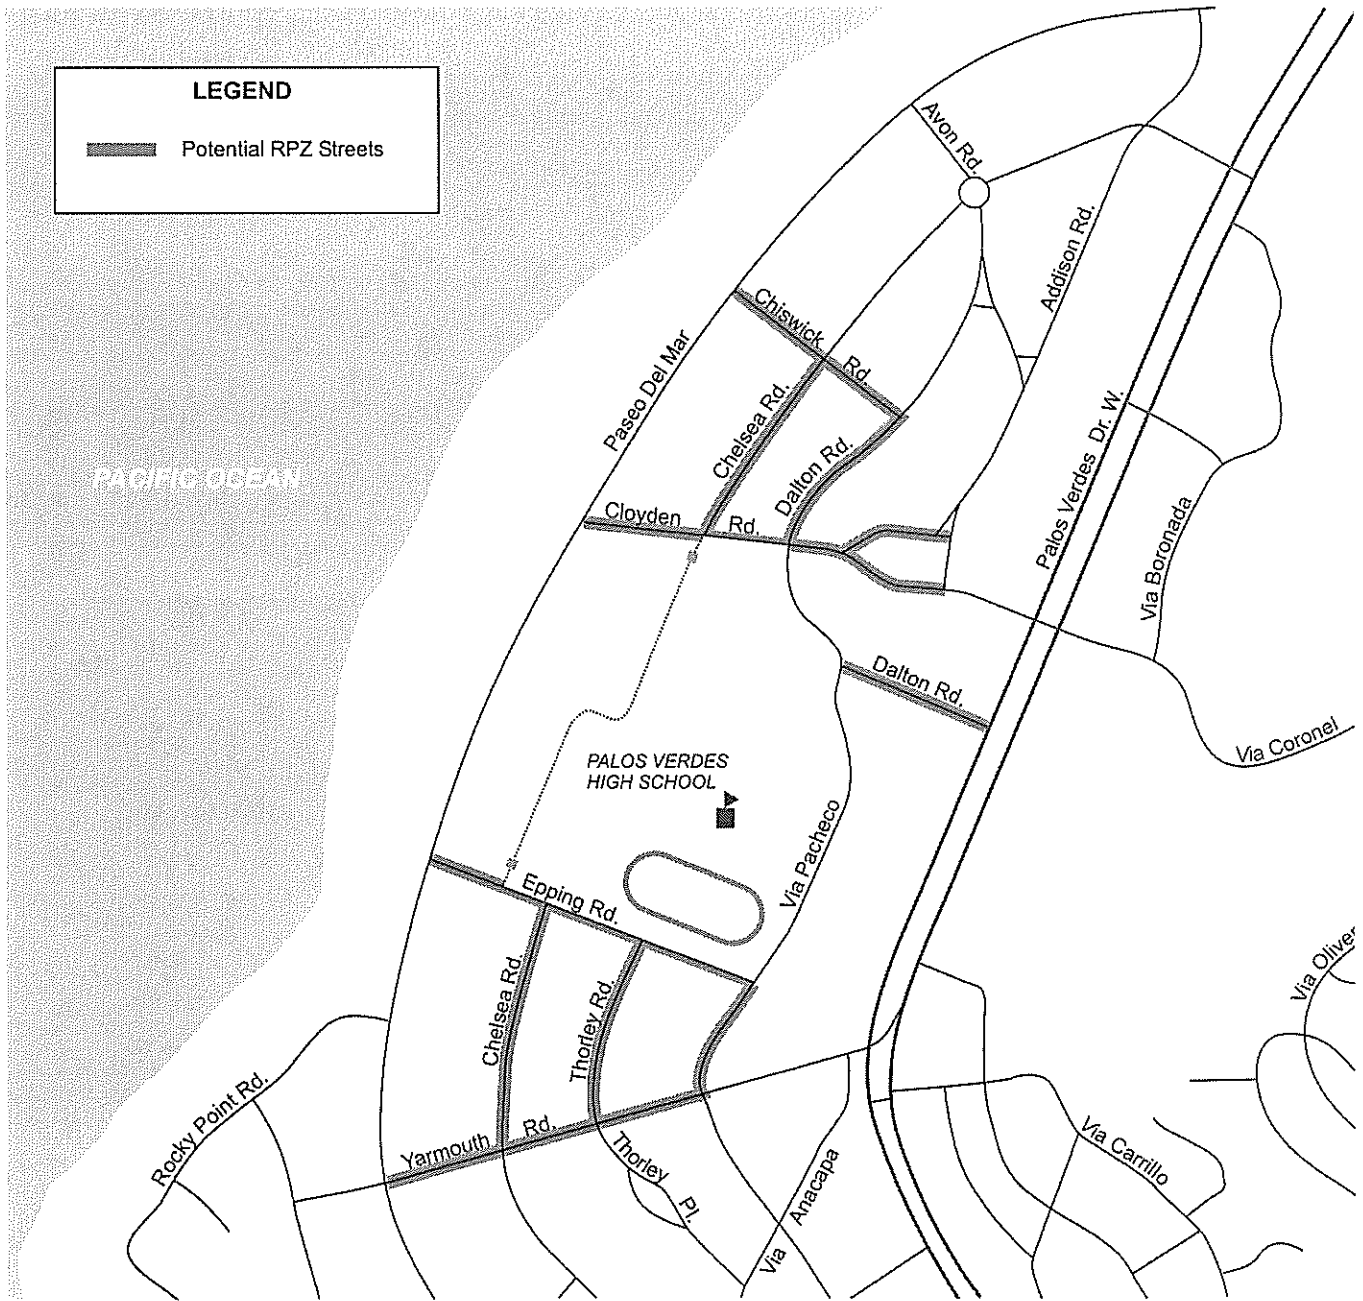 LEGEND
Potential RPZ Streets
Avon Rd.
Addison Rd.
Chiswick Rd.
Paseo Del Mar
Chelsea Rd.
Dalton Rd.
Palos Verdes Dr. W.
PACIFIC OCEAN
Cloyden Rd.
Via Boronada
Dalton Rd.
Via Coronel
PALOS VERDES
HIGH SCHOOL
Via Pacheco
Epping Rd.
Via Oliver
Chelsea Rd.
Thorley Rd.
Rocky Point Rd.
Yarmouth Rd.
Thorley Pl.
Via Anacapa
Via Carrillo